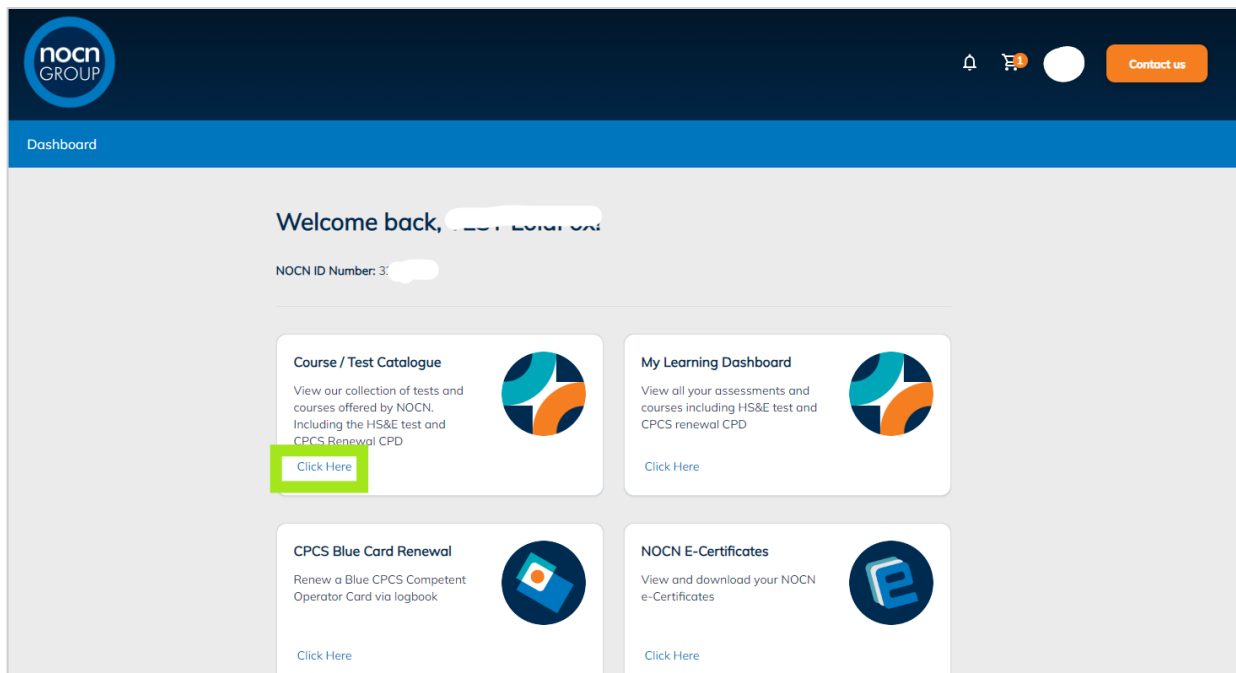 nocn
GROUP
1
Contact us
Dashboard
Welcome back,
NOCN ID Number: 3
Course / Test Catalogue
View our collection of tests and
courses offered by NOCN.
Including the HS&E test and
CPCS Renewal CPD
Click Here
My Learning Dashboard
View all your assessments and
courses including HS&E test and
CPCS renewal CPD
Click Here
CPCS Blue Card Renewal
Renew a Blue CPCS Competent
Operator Card via logbook
Click Here
NOCN E-Certificates
View and download your NOCN
e-Certificates
Click Here